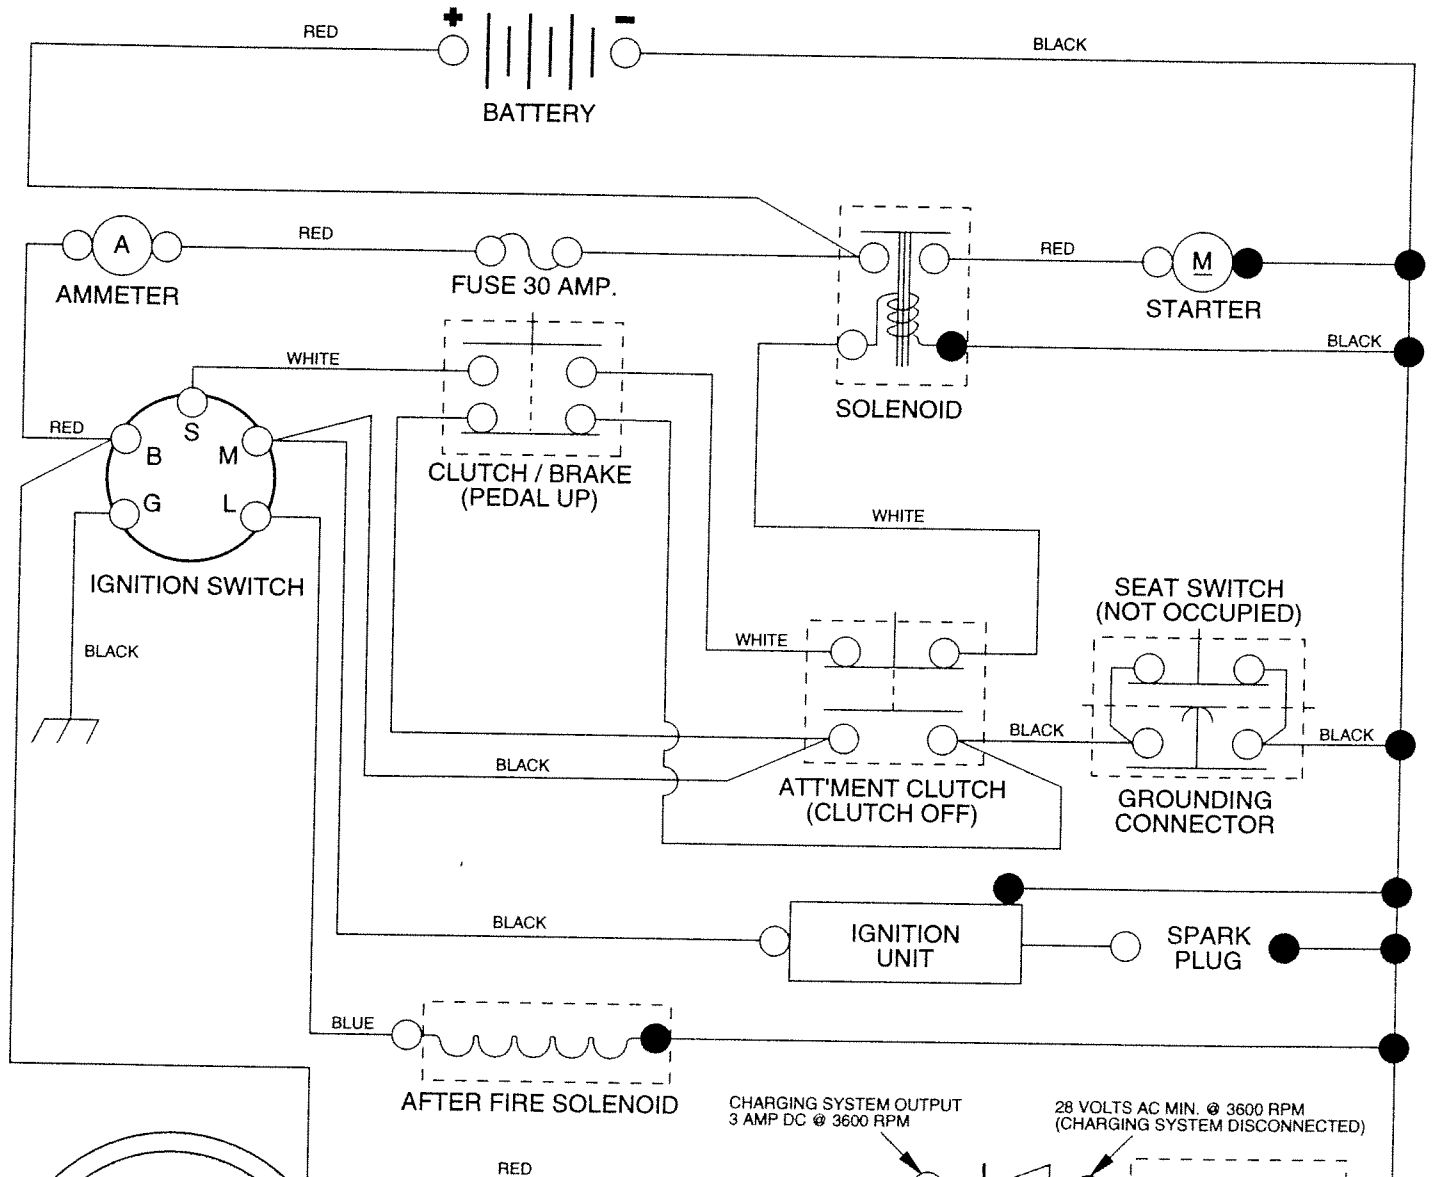 + -
RED
BLACK
BATTERY
A
RED
RED
M
AMMETER
FUSE 30 AMP.
STARTER
BLACK
WHITE
SOLENOID
RED
S
B
M
G
L
CLUTCH / BRAKE
(PEDAL UP)
WHITE
IGNITION SWITCH
SEAT SWITCH
(NOT OCCUPIED)
BLACK
WHITE
BLACK
BLACK
BLACK
ATT'MENT CLUTCH
(CLUTCH OFF)
GROUNDING
CONNECTOR
BLACK
IGNITION
UNIT
SPARK
PLUG
BLUE
AFTER FIRE SOLENOID
CHARGING SYSTEM OUTPUT
3 AMP DC @ 3600 RPM
28 VOLTS AC MIN. @ 3600 RPM
(CHARGING SYSTEM DISCONNECTED)
RED